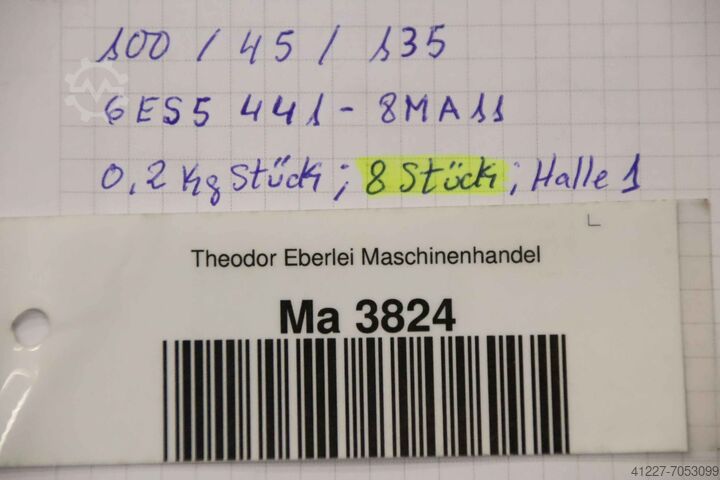 100 / 45 / 135
6ES5 441 - 8MA11
0,2 Kg Stück ; 8 Stück ; Halle 1
Theodor Eberlei Maschinenhandel
Ma 3824
41227-7053099